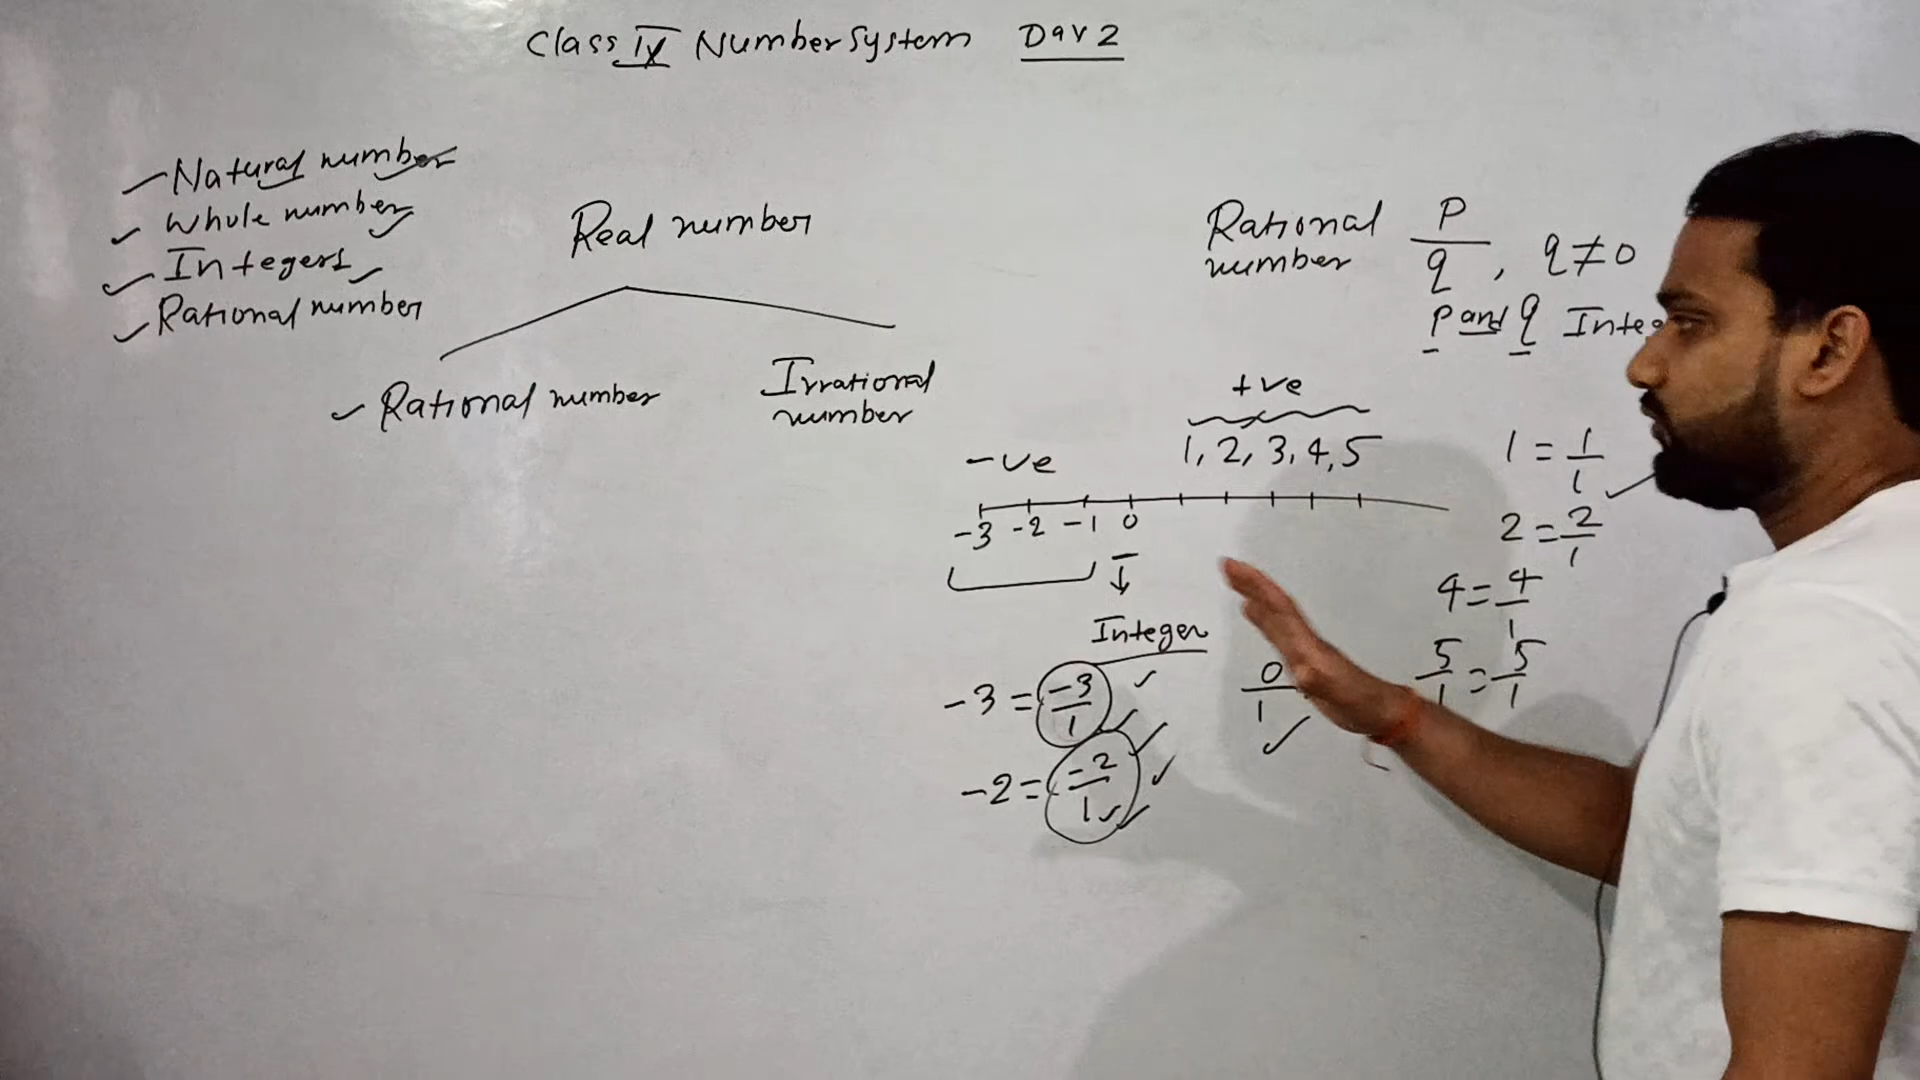 Class IX Number System Day 2
Natural number
Whole number
Integers
Rational number
Real number
Rational number
Irrational
number
Rational
number
P/q, q≠0
P and q
+ve
1, 2, 3, 4, 5
-ve
-3 -2 -1 0
Integer
-3 = -3/1
-2 = -2/1
0/1
1 = 1/1
2 = 2/1
4 = 4/1
5/1 = 5/1